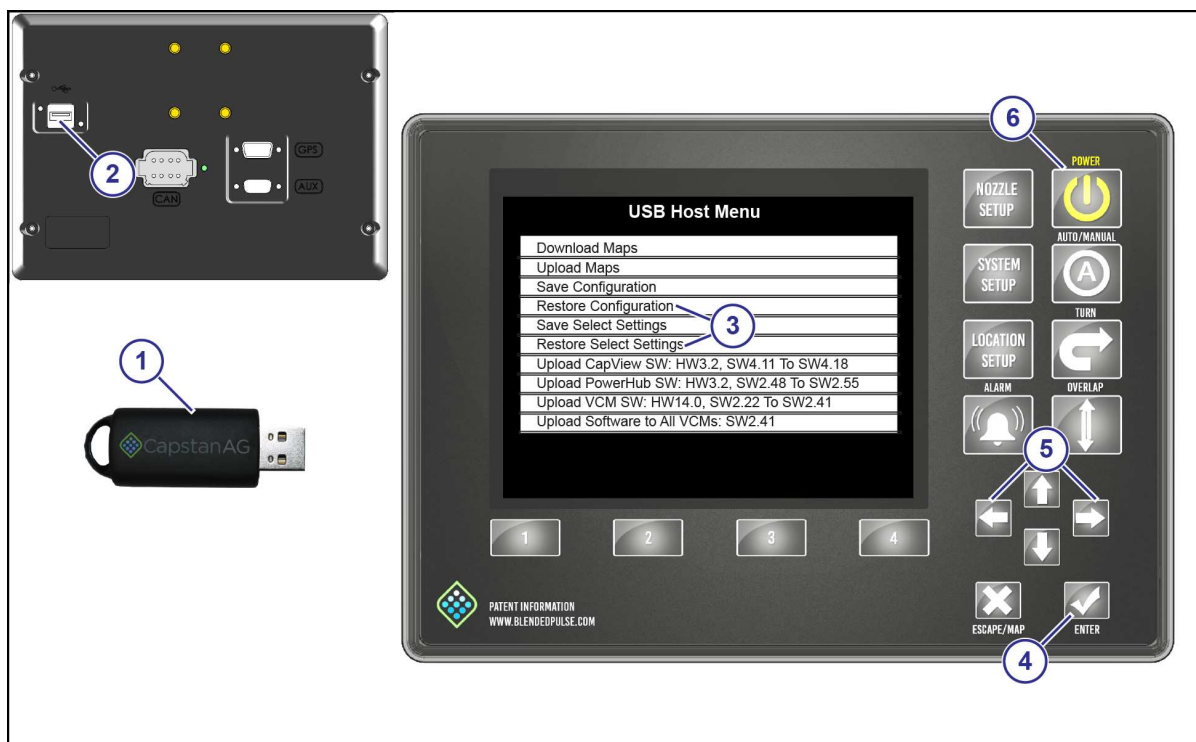 2
GPS
AUX
CAN
1
CapstanAG
USB Host Menu
Download Maps
Upload Maps
Save Configuration
Restore Configuration
Save Select Settings
Restore Select Settings
3
Upload CapView SW: HW3.2, SW4.11 To SW4.18
Upload PowerHub SW: HW3.2, SW2.48 To SW2.55
Upload VCM SW: HW14.0, SW2.22 To SW2.41
Upload Software to All VCMs: SW2.41
6
POWER
NOZZLE
SETUP
AUTO/MANUAL
SYSTEM
SETUP
A
TURN
LOCATION
SETUP
ALARM
OVERLAP
5
1
2
3
4
PATENT INFORMATION
WWW.BLENDEDPULSE.COM
ESCAPE/MAP
ENTER
4